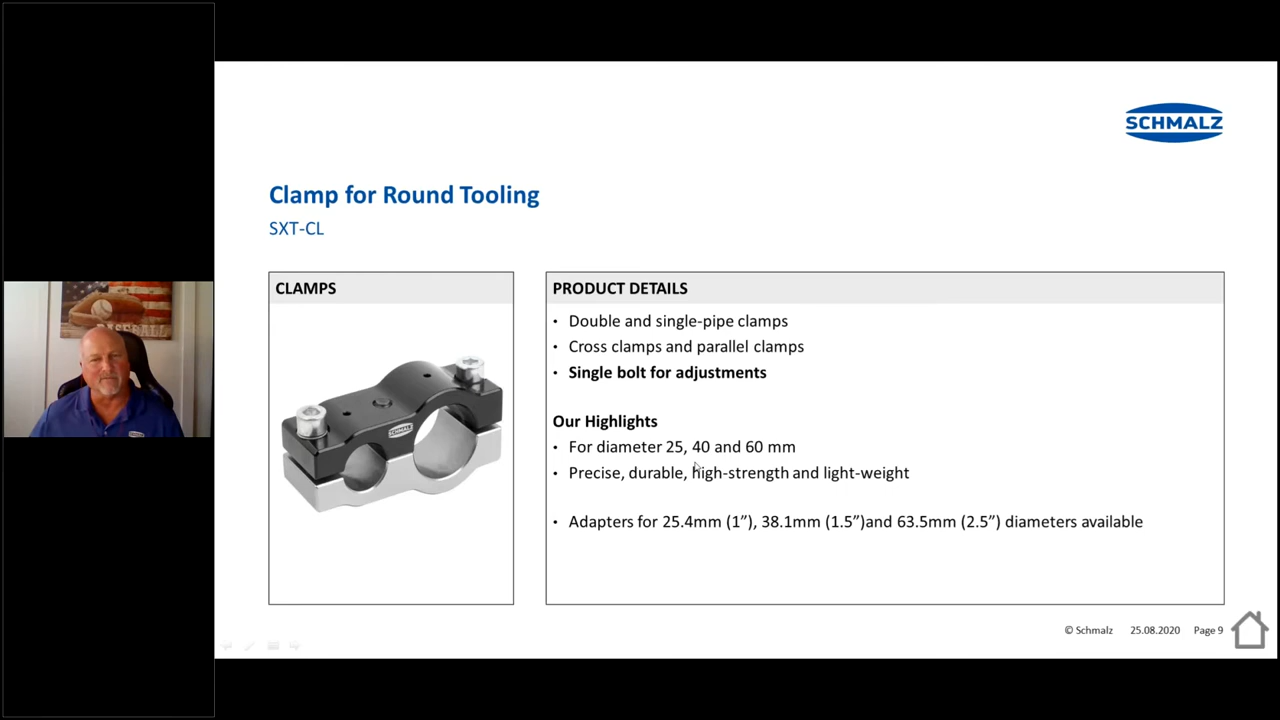 SCHMALZ
Clamp for Round Tooling
SXT-CL
CLAMPS
SCHMALZ
PRODUCT DETAILS
• Double and single-pipe clamps
• Cross clamps and parallel clamps
• Single bolt for adjustments
Our Highlights
• For diameter 25, 40 and 60 mm
• Precise, durable, high-strength and light-weight
• Adapters for 25.4mm (1”), 38.1mm (1.5”)and 63.5mm (2.5”) diameters available
© Schmalz 25.08.2020 Page 9
BASEBALL